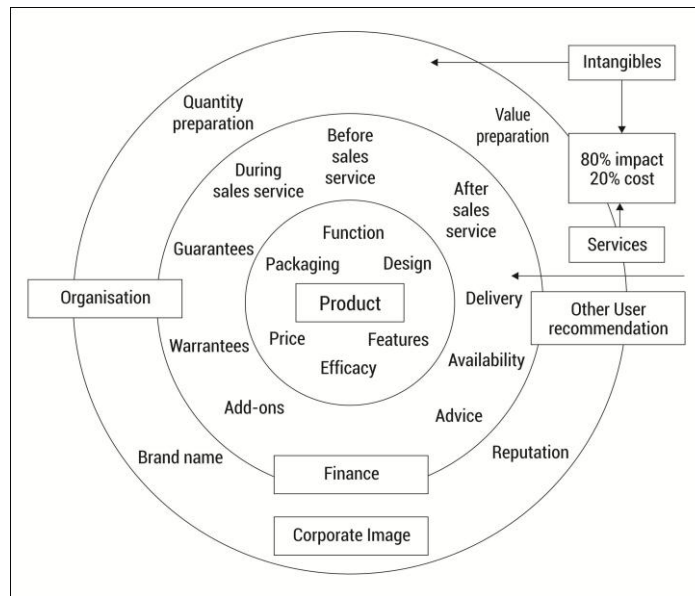 Intangibles
Quantity
preparation
Value
preparation
80% impact
20% cost
Before
sales
service
During
sales service
After
sales
service
Services
Function
Guarantees
Packaging
Design
Organisation
Product
Delivery
Other User
recommendation
Warrantees
Price
Features
Availability
Efficacy
Add-ons
Advice
Brand name
Reputation
Finance
Corporate Image